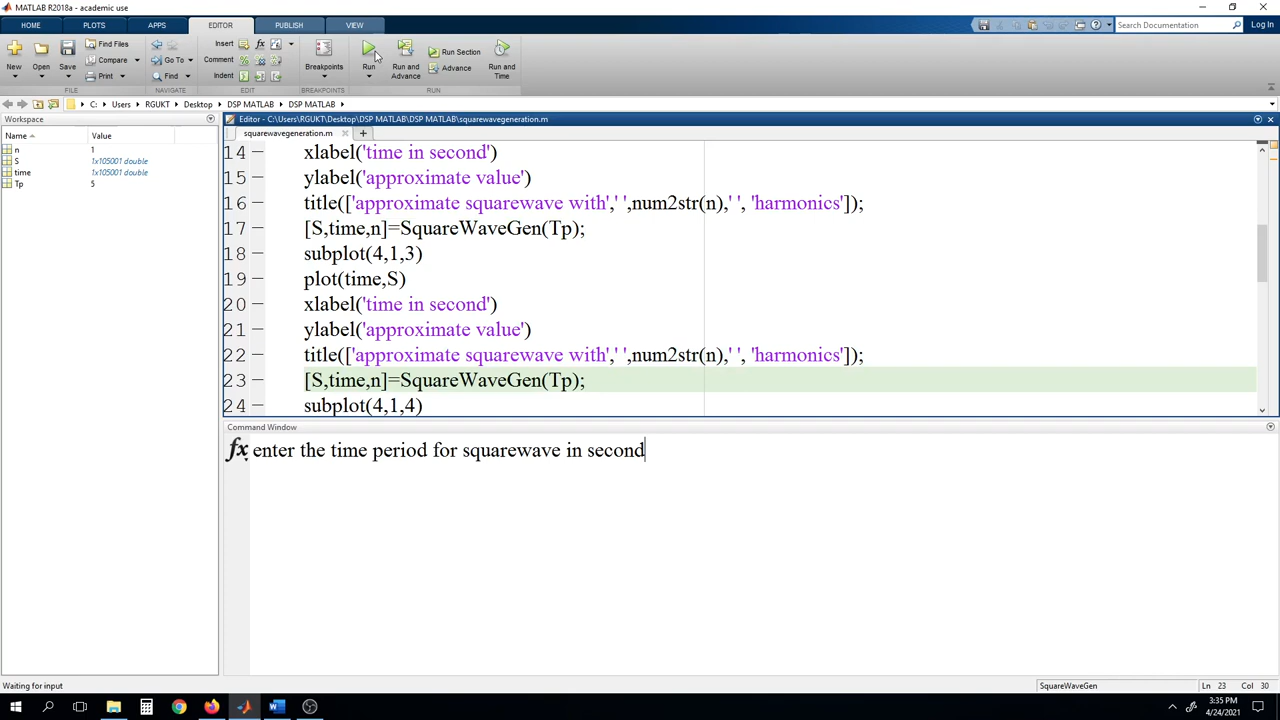 MATLAB R2018a - academic use
HOME PLOTS APPS EDITOR PUBLISH VIEW
Search Documentation
Log In
New Open Save
Find Files
Compare
Print
Go To
Find
Insert
Comment
Indent
fx
Breakpoints
Run
Run and Advance
Run Section
Advance
Run and Time
FILE NAVIGATE EDIT BREAKPOINTS RUN
C: Users RGUKT Desktop DSP MATLAB DSP MATLAB
Workspace
Name Value
n 1
S 1x105001 double
time 1x105001 double
Tp 5
Editor - C:\Users\RGUKT\Desktop\DSP MATLAB\DSP MATLAB\squarewavegeneration.m
squarewavegeneration.m
14 – xlabel('time in second')
15 – ylabel('approximate value')
16 – title(['approximate squarewave with',' ',num2str(n),' ', 'harmonics']);
17 – [S,time,n]=SquareWaveGen(Tp);
18 – subplot(4,1,3)
19 – plot(time,S)
20 – xlabel('time in second')
21 – ylabel('approximate value')
22 – title(['approximate squarewave with',' ',num2str(n),' ', 'harmonics']);
23 – [S,time,n]=SquareWaveGen(Tp);
24 – subplot(4,1,4)
Command Window
fx enter the time period for squarewave in second
Waiting for input
SquareWaveGen
Ln 23 Col 30
3:35 PM
4/24/2021